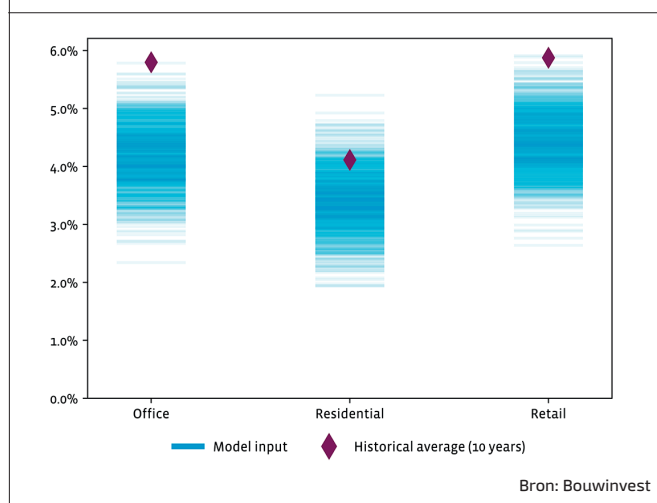 6.0%
5.0%
4.0%
3.0%
2.0%
1.0%
0.0%
Office Residential Retail
Model input Historical average (10 years)
Bron: Bouwinvest